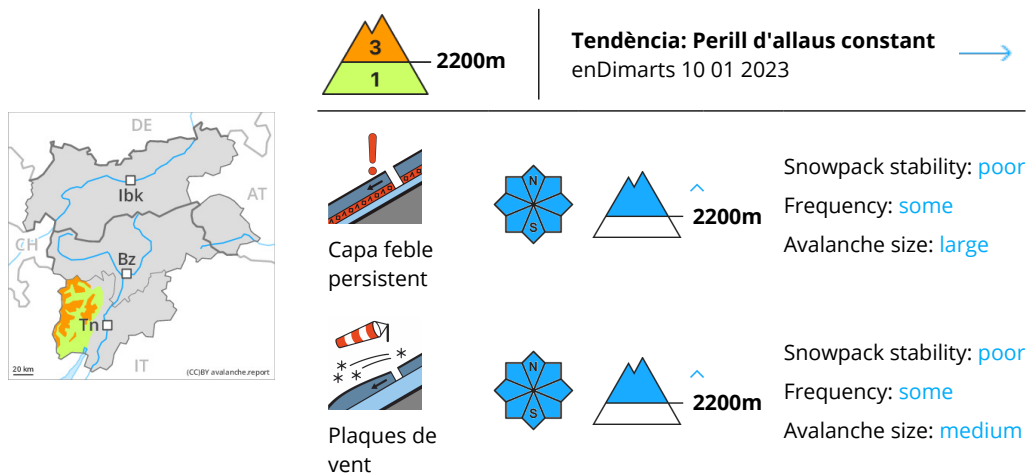 3
1
2200m
Tendència: Perill d'allaus constant
enDimarts 10 01 2023
DE
Ibk
AT
CH
Bz
Tn
IT
20 km
(CC)BY avalanche.report
N
S
2200m
Capa feble
persistent
Snowpack stability: poor
Frequency: some
Avalanche size: large
N
S
2200m
Plaques de
vent
Snowpack stability: poor
Frequency: some
Avalanche size: medium